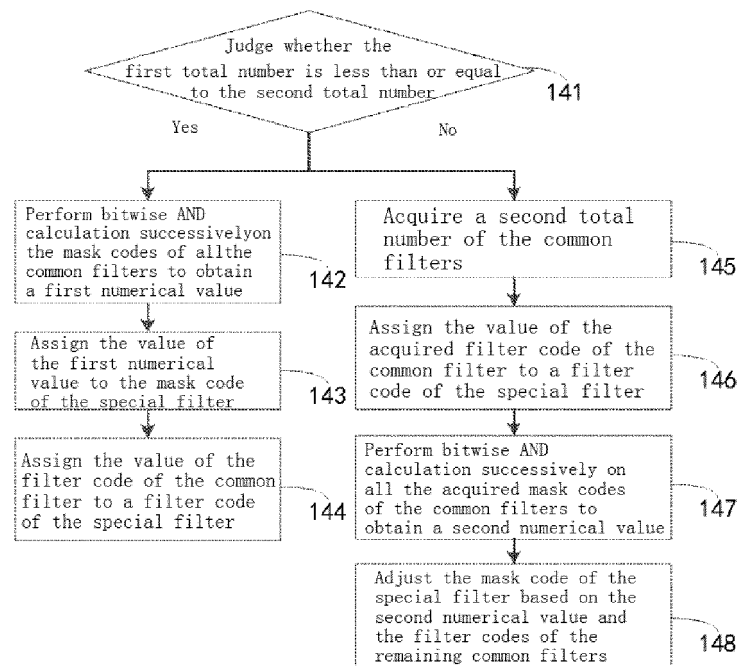 Judge whether the
first total number is less than or equal
to the second total number
141
Yes
No
Perform bitwise AND
calculation successivelyon
the mask codes of allthe
common filters to obtain
a first numerical value
142
Assign the value of
the first numerical
value to the mask code
of the special filter
143
Assign the value of the
filter code of the common
filter to a filter code
of the special filter
144
Acquire a second total
number of the common
filters
145
Assign the value of the
acquired filter code of the
common filter to a filter
code of the special filter
146
Perform bitwise AND
calculation successively on
all the acquired mask codes
of the common filters to
obtain a second numerical value
147
Adjust the mask code of the
special filter based on the
second numerical value and
the filter codes of the
remaining common filters
148